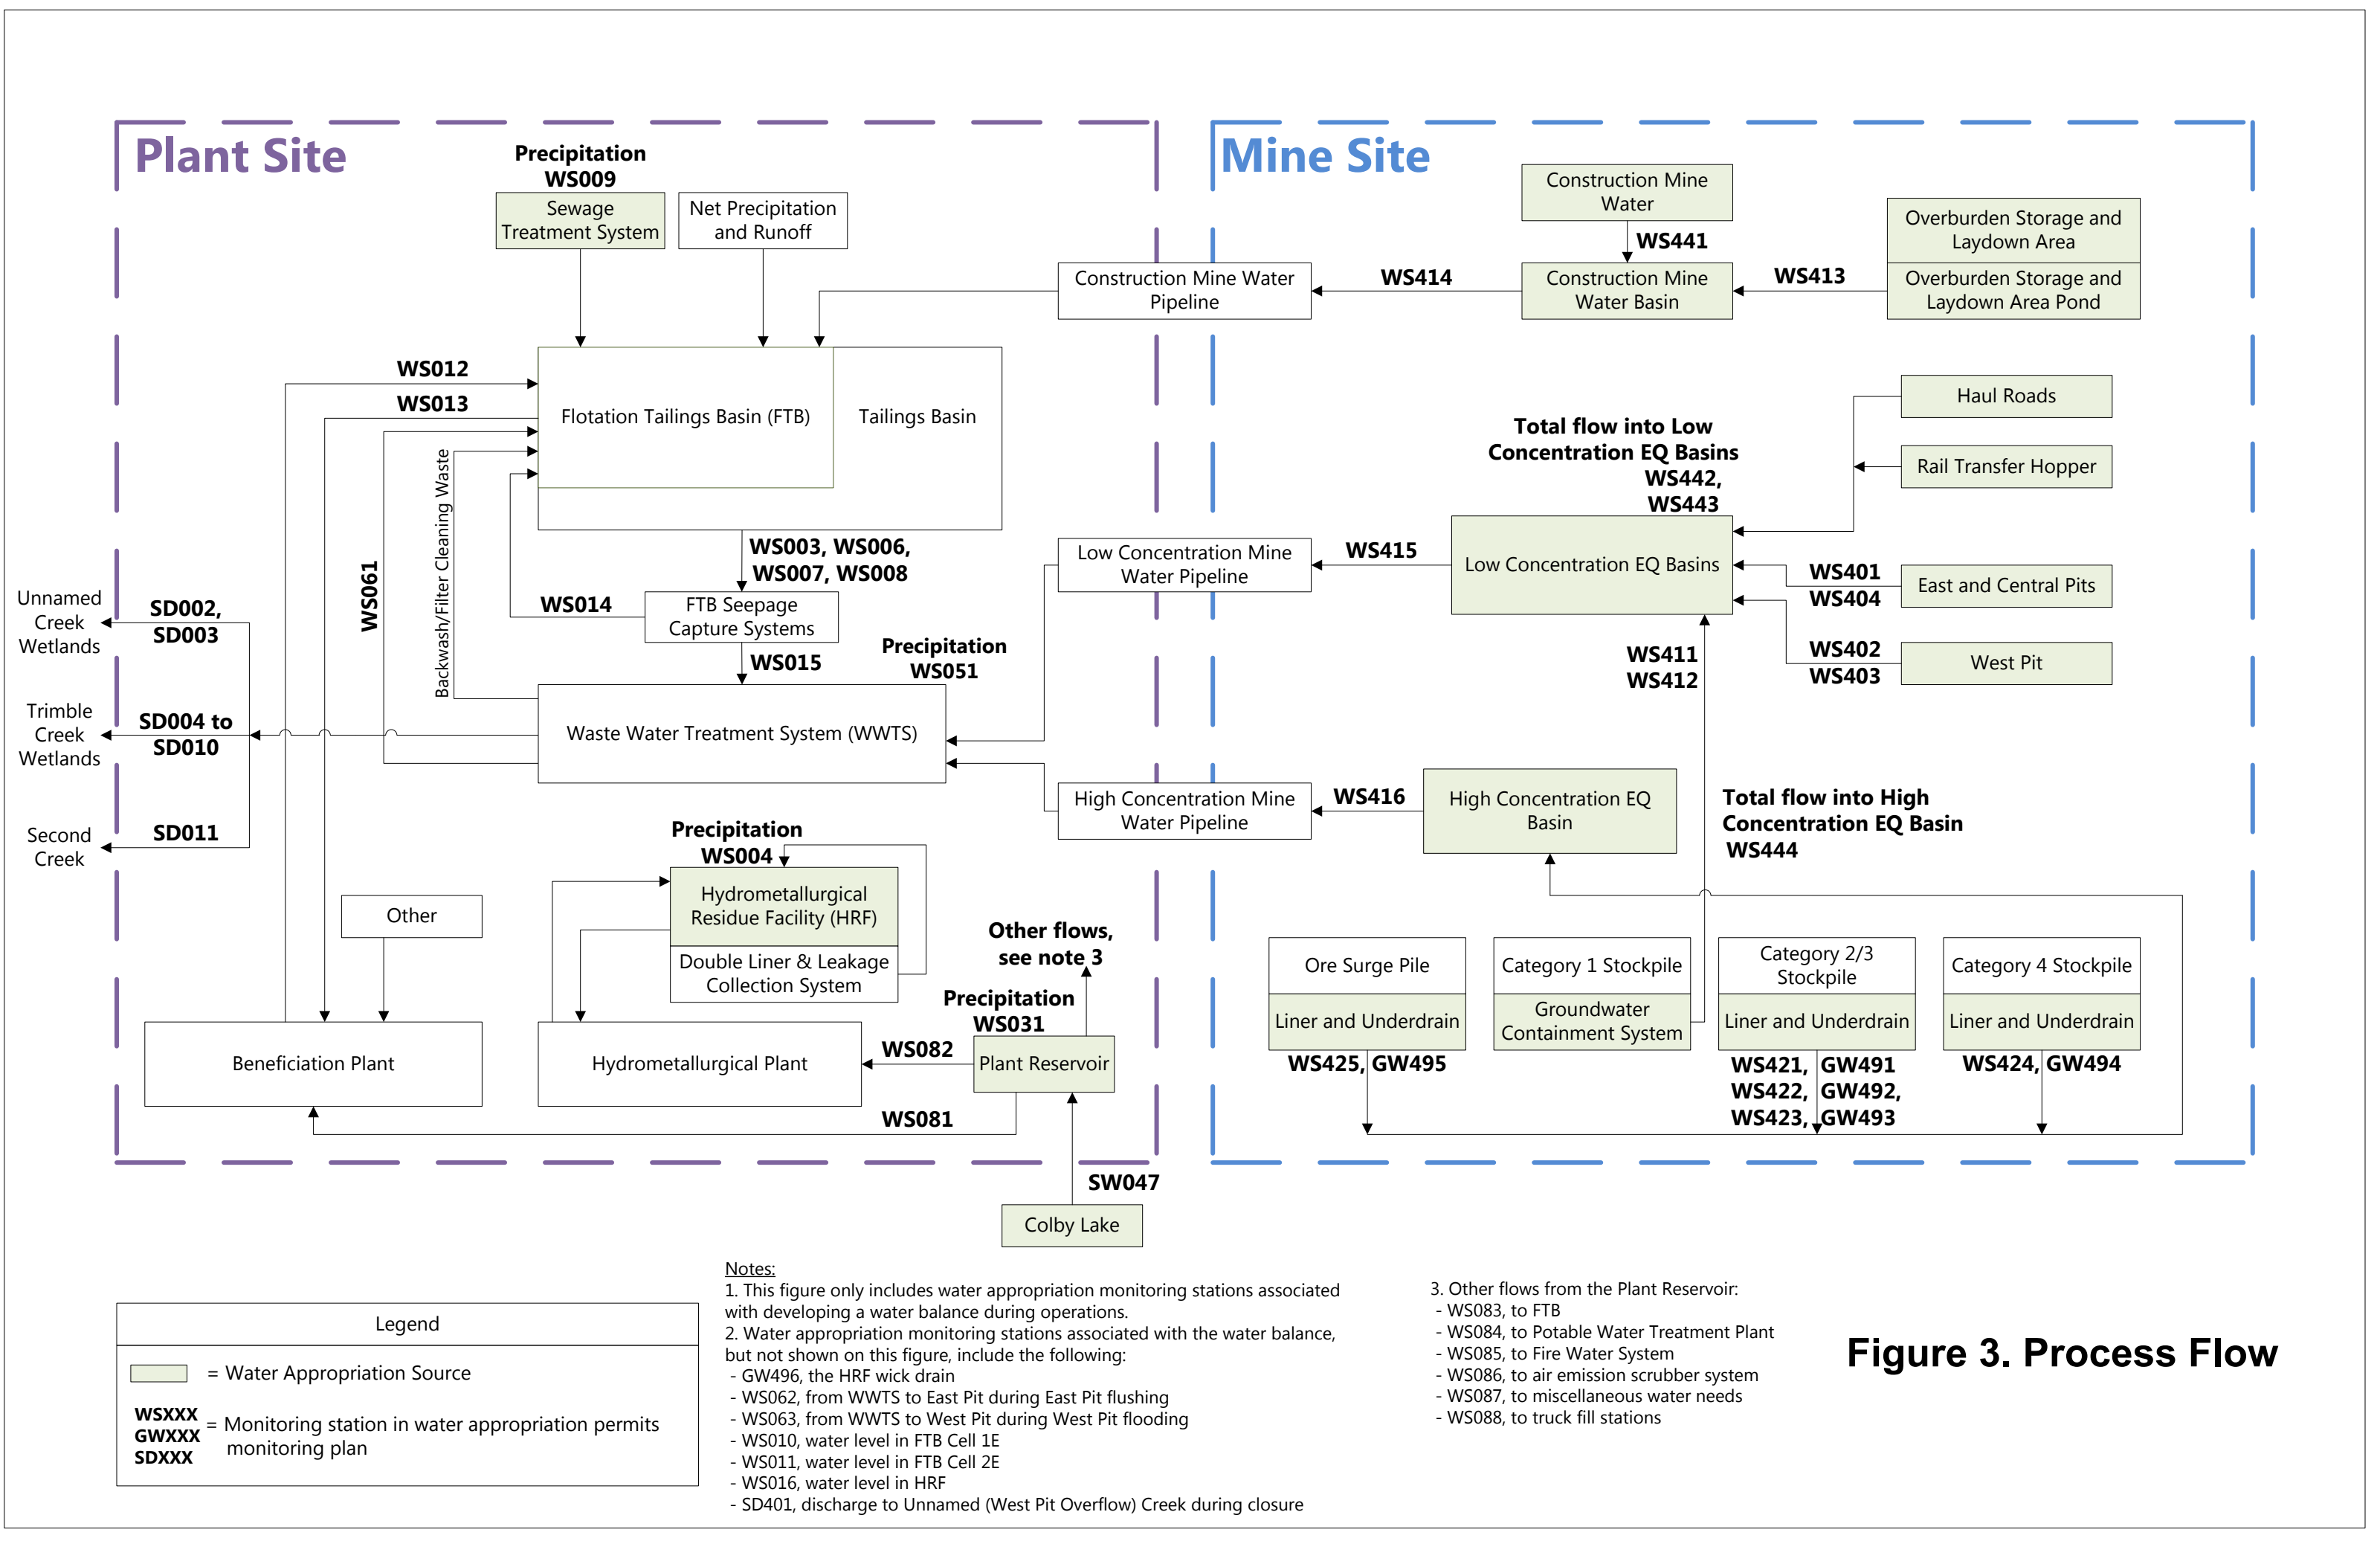 Plant Site
Mine Site
Precipitation
WS009
Sewage
Treatment System
Net Precipitation
and Runoff
Construction Mine
Water
WS441
Overburden Storage and
Laydown Area
Overburden Storage and
Laydown Area Pond
WS413
Construction Mine
Water Basin
WS414
Construction Mine Water
Pipeline
WS012
WS013
Flotation Tailings Basin (FTB)
Tailings Basin
Backwash/Filter Cleaning Waste
WS061
WS003, WS006,
WS007, WS008
WS014
FTB Seepage
Capture Systems
WS015
Precipitation
WS051
Waste Water Treatment System (WWTS)
Unnamed
Creek
Wetlands
SD002,
SD003
Trimble
Creek
Wetlands
SD004 to
SD010
Second
Creek
SD011
Haul Roads
Rail Transfer Hopper
Total flow into Low
Concentration EQ Basins
WS442,
WS443
Low Concentration EQ Basins
WS415
Low Concentration Mine
Water Pipeline
WS401
WS404
East and Central Pits
WS402
WS403
West Pit
WS411
WS412
High Concentration Mine
Water Pipeline
WS416
High Concentration EQ
Basin
Total flow into High
Concentration EQ Basin
WS444
Precipitation
WS004
Hydrometallurgical
Residue Facility (HRF)
Double Liner & Leakage
Collection System
Other
Other flows,
see note 3
Precipitation
WS031
Beneficiation Plant
Hydrometallurgical Plant
WS082
Plant Reservoir
WS081
SW047
Colby Lake
Ore Surge Pile
Liner and Underdrain
WS425, GW495
Category 1 Stockpile
Groundwater
Containment System
Category 2/3
Stockpile
Liner and Underdrain
WS421, GW491
WS422, GW492,
WS423, GW493
Category 4 Stockpile
Liner and Underdrain
WS424, GW494
Legend
= Water Appropriation Source
WSXXX
GWXXX
SDXXX
= Monitoring station in water appropriation permits
monitoring plan
Notes:
1. This figure only includes water appropriation monitoring stations associated
with developing a water balance during operations.
2. Water appropriation monitoring stations associated with the water balance,
but not shown on this figure, include the following:
- GW496, the HRF wick drain
- WS062, from WWTS to East Pit during East Pit flushing
- WS063, from WWTS to West Pit during West Pit flooding
- WS010, water level in FTB Cell 1E
- WS011, water level in FTB Cell 2E
- WS016, water level in HRF
- SD401, discharge to Unnamed (West Pit Overflow) Creek during closure
3. Other flows from the Plant Reservoir:
- WS083, to FTB
- WS084, to Potable Water Treatment Plant
- WS085, to Fire Water System
- WS086, to air emission scrubber system
- WS087, to miscellaneous water needs
- WS088, to truck fill stations
Figure 3. Process Flow